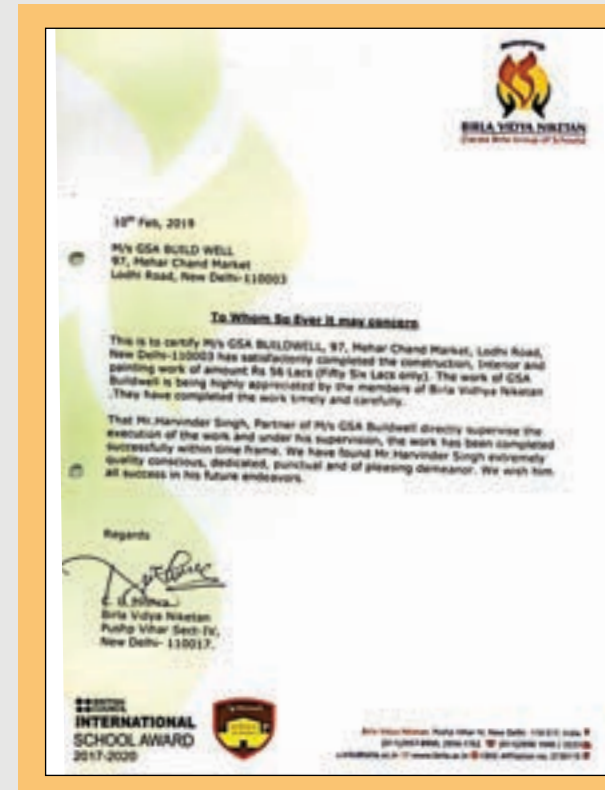 BIRLA VIDYA NIKETAN
10th Feb, 2019
M/s GSA BUILD WELL
97, Mehar Chand Market
Lodhi Road, New Delhi-110003
To Whom So Ever it may concern
This is to certify M/s GSA BUILDWELL, 97, Mehar Chand Market, Lodhi Road,
New Delhi-110003 has satisfactorily completed the construction, Interior and
painting work of amount Rs 56 Lacs (Fifty Six Lacs only). The work of GSA
Buildwell is being highly appreciated by the members of Birla Vidhya Niketan
.They have completed the work timely and carefully.
That Mr.Harvinder Singh, Partner of M/s GSA Buildwell directly supervise the
execution of the work and under his supervision, the work has been completed
successfully within time frame. We have found Mr.Harvinder Singh extremely
quality conscious, dedicated, punctual and of pleasing demeanor. We wish him
all success in his future endeavors.
Regards
Birla Vidya Niketan
Pushp Vihar Sect-IV,
New Delhi- 110017.
BRITISH
COUNCIL
INTERNATIONAL
SCHOOL AWARD
2017-2020